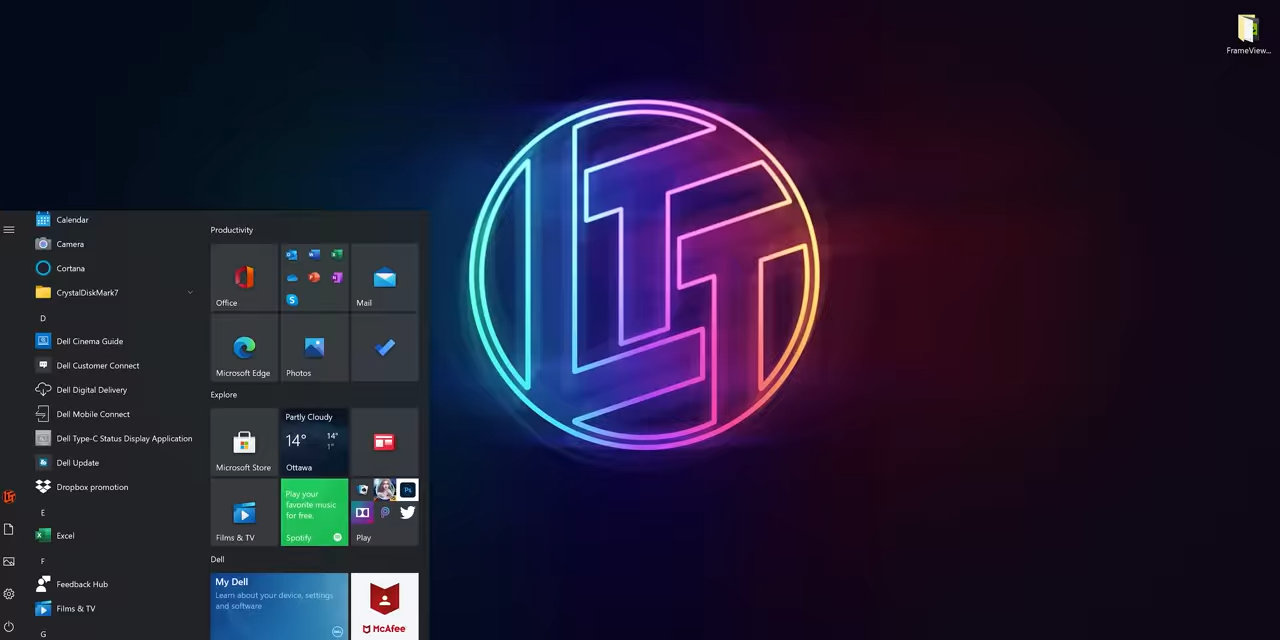 FrameView...
Calendar
Camera
Cortana
CrystalDiskMark7
D
Dell Cinema Guide
Dell Customer Connect
Dell Digital Delivery
Dell Mobile Connect
Dell Type-C Status Display Application
Dell Update
Dropbox promotion
E
Excel
F
Feedback Hub
Films & TV
G
Productivity
Office
Mail
Microsoft Edge
Photos
Explore
Microsoft Store
Partly Cloudy
14°
14°
1°
Ottawa
Films & TV
Play your
favorite music
for free.
Spotify
Ps
Play
Dell
My Dell
Learn about your device, settings
and software
DELL
McAfee